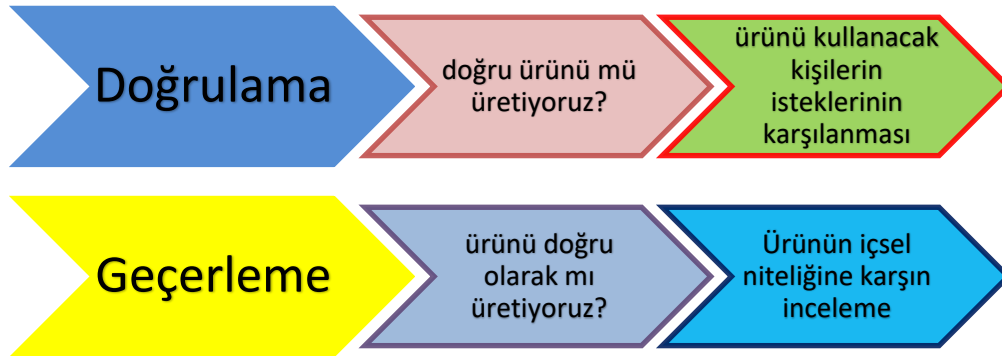 Doğrulama
doğru ürünü mü
üretiyoruz?
ürünü kullanacak
kişilerin
isteklerinin
karşılanması
Geçerleme
ürünü doğru
olarak mı
üretiyoruz?
Ürünün içsel
niteliğine karşın
inceleme